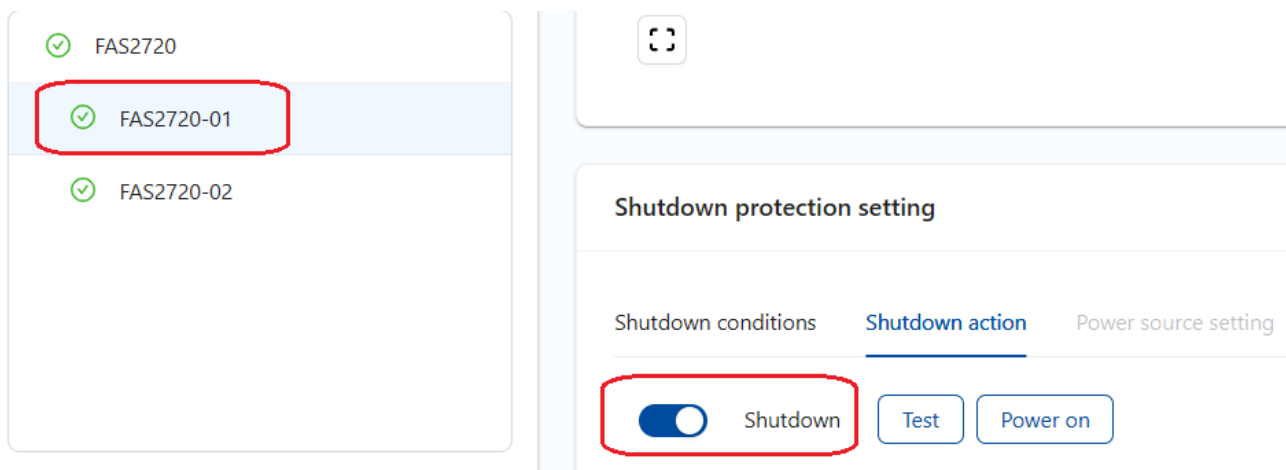 FAS2720
FAS2720-01
FAS2720-02
Shutdown protection setting
Shutdown conditions Shutdown action Power source setting
Shutdown Test Power on